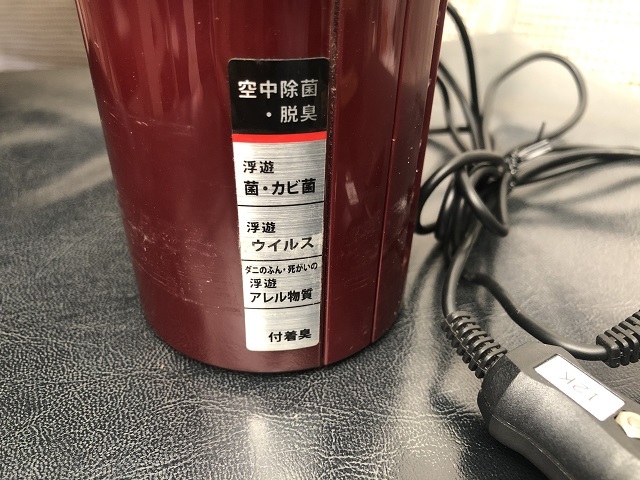 空中除菌
・脱臭
浮遊
菌・カビ菌
浮遊
ウイルス
ダニのふん・死がいの
浮遊
アレル物質
付着臭
12K